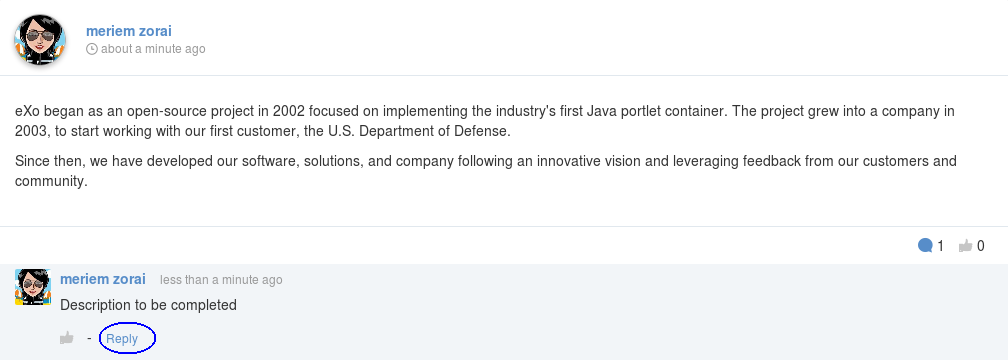 meriem zorai
about a minute ago
eXo began as an open-source project in 2002 focused on implementing the industry's first Java portlet container. The project grew into a company in
2003, to start working with our first customer, the U.S. Department of Defense.
Since then, we have developed our software, solutions, and company following an innovative vision and leveraging feedback from our customers and
community.
1 0
meriem zorai less than a minute ago
Description to be completed
- Reply